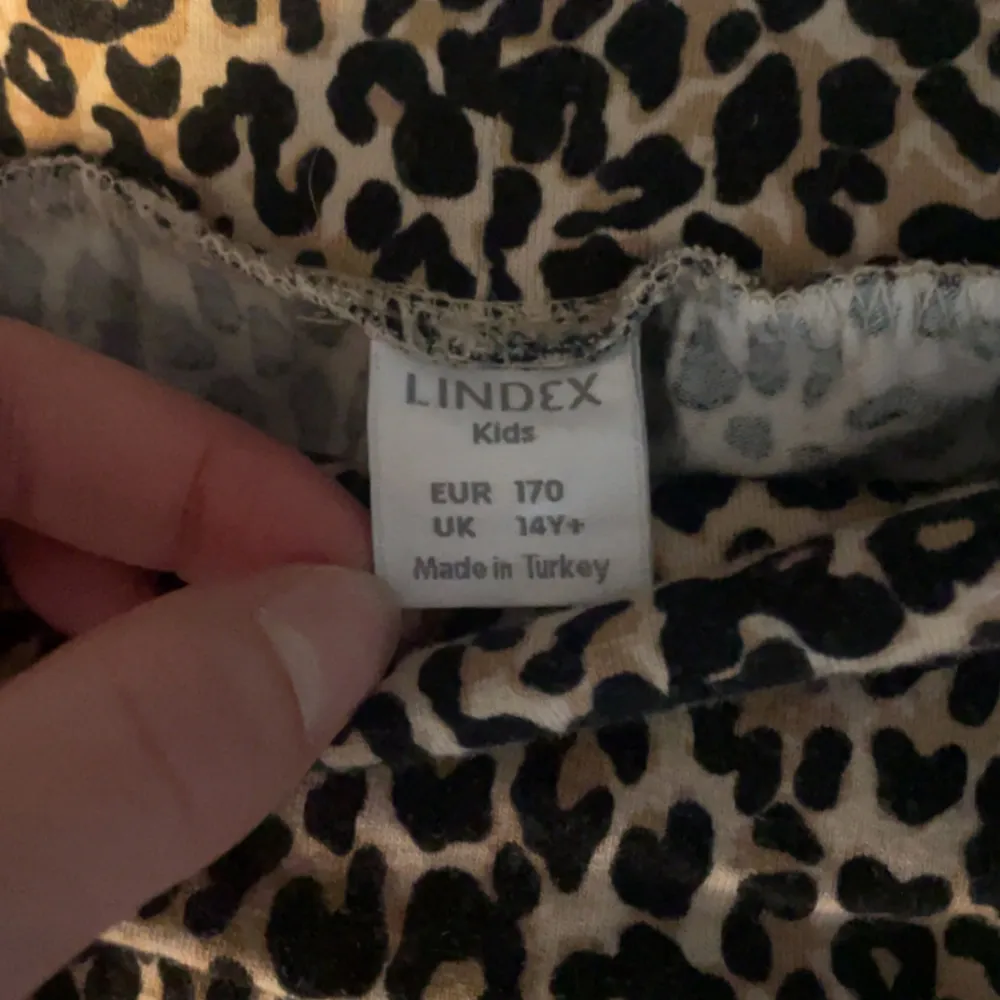 LINDEX
Kids
EUR 170
UK 14Y+
Made in Turkey